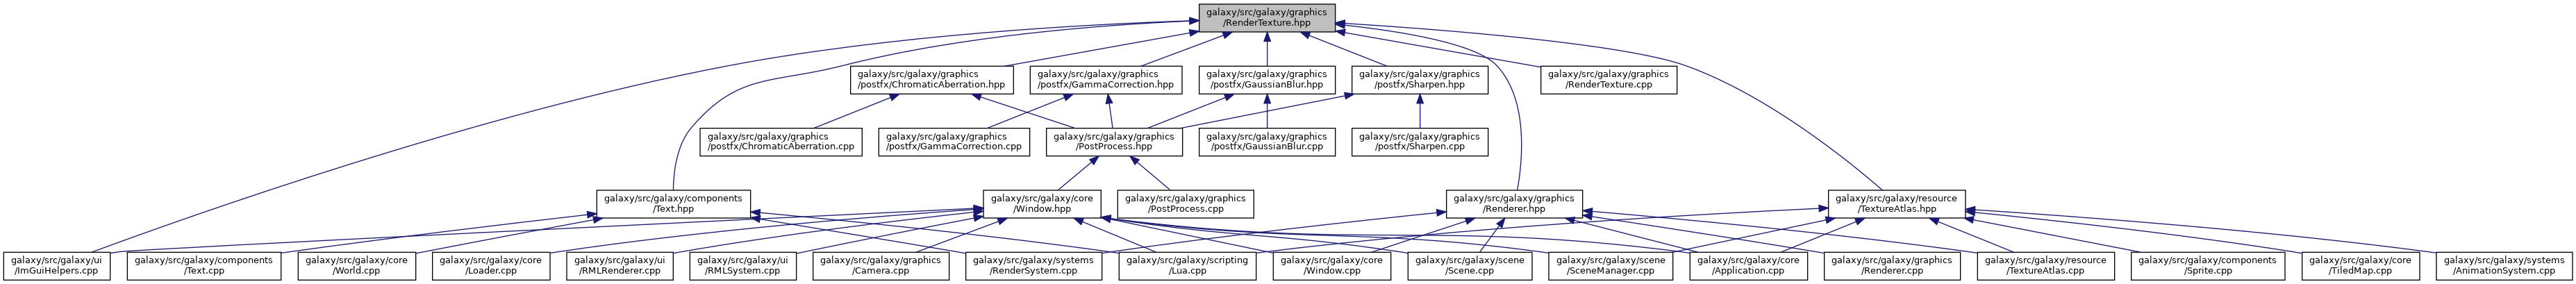 galaxy/src/galaxy/graphics
/RenderTexture.hpp
galaxy/src/galaxy/graphics
/postfx/ChromaticAberration.hpp
galaxy/src/galaxy/graphics
/postfx/GammaCorrection.hpp
galaxy/src/galaxy/graphics
/postfx/GaussianBlur.hpp
galaxy/src/galaxy/graphics
/postfx/Sharpen.hpp
galaxy/src/galaxy/graphics
/RenderTexture.cpp
galaxy/src/galaxy/graphics
/postfx/ChromaticAberration.cpp
galaxy/src/galaxy/graphics
/postfx/GammaCorrection.cpp
galaxy/src/galaxy/graphics
/PostProcess.hpp
galaxy/src/galaxy/graphics
/postfx/GaussianBlur.cpp
galaxy/src/galaxy/graphics
/postfx/Sharpen.cpp
galaxy/src/galaxy/components
/Text.hpp
galaxy/src/galaxy/core
/Window.hpp
galaxy/src/galaxy/graphics
/PostProcess.cpp
galaxy/src/galaxy/graphics
/Renderer.hpp
galaxy/src/galaxy/resource
/TextureAtlas.hpp
galaxy/src/galaxy/ui
/ImGuiHelpers.cpp
galaxy/src/galaxy/components
/Text.cpp
galaxy/src/galaxy/core
/World.cpp
galaxy/src/galaxy/core
/Loader.cpp
galaxy/src/galaxy/ui
/RMLRenderer.cpp
galaxy/src/galaxy/ui
/RMLSystem.cpp
galaxy/src/galaxy/graphics
/Camera.cpp
galaxy/src/galaxy/systems
/RenderSystem.cpp
galaxy/src/galaxy/scripting
/Lua.cpp
galaxy/src/galaxy/core
/Window.cpp
galaxy/src/galaxy/scene
/Scene.cpp
galaxy/src/galaxy/scene
/SceneManager.cpp
galaxy/src/galaxy/core
/Application.cpp
galaxy/src/galaxy/graphics
/Renderer.cpp
galaxy/src/galaxy/resource
/TextureAtlas.cpp
galaxy/src/galaxy/components
/Sprite.cpp
galaxy/src/galaxy/core
/TiledMap.cpp
galaxy/src/galaxy/systems
/AnimationSystem.cpp